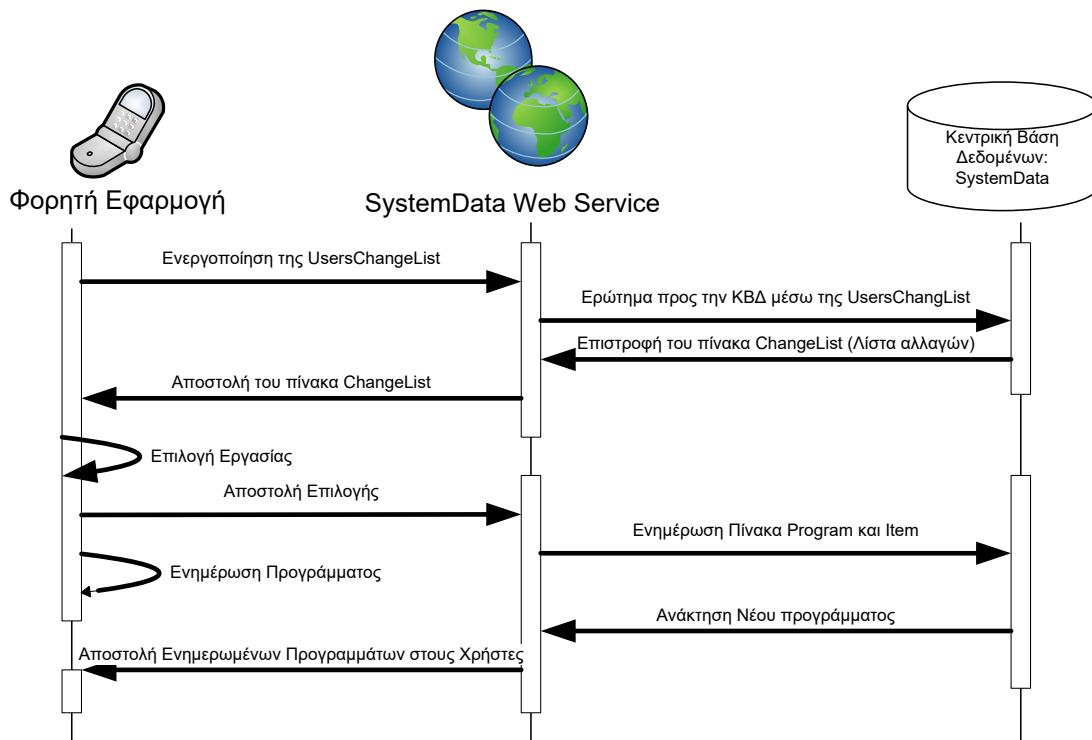 Κεντρική Βάση
Δεδομένων:
SystemData
Φορητή Εφαρμογή
SystemData Web Service
Ενεργοποίηση της UsersChangeList
Ερώτημα προς την ΚΒΔ μέσω της UsersChangList
Επιστροφή του πίνακα ChangeList (Λίστα αλλαγών)
Αποστολή του πίνακα ChangeList
Επιλογή Εργασίας
Αποστολή Επιλογής
Ενημέρωση Πίνακα Program και Item
Ενημέρωση Προγράμματος
Ανάκτηση Νέου προγράμματος
Αποστολή Ενημερωμένων Προγραμμάτων στους Χρήστες